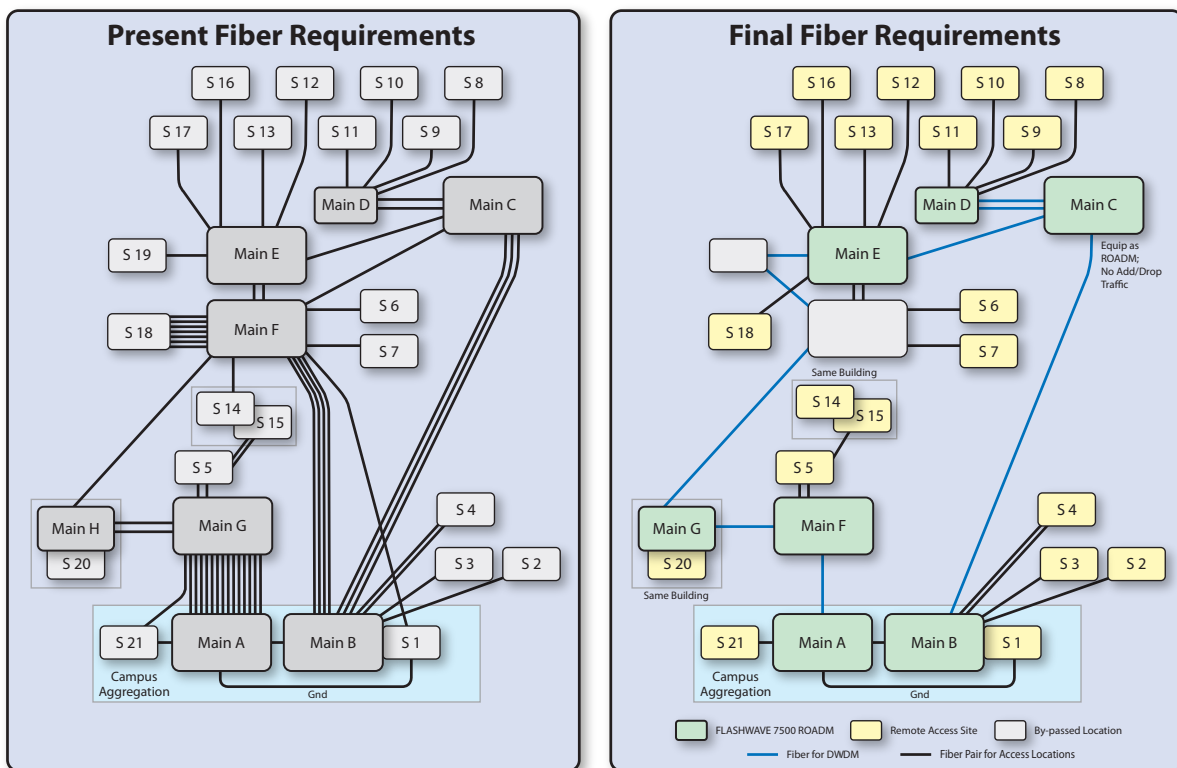 Present Fiber Requirements
S 16
S 12
S 10
S 8
S 17
S 13
S 11
S 9
Main D
Main C
Main E
S 19
S 6
Main F
S 18
S 7
S 14
S 15
S 5
Main H
Main G
S 4
S 20
S 3
S 2
S 21
Main A
Main B
S 1
Campus
Aggregation
Gnd
Final Fiber Requirements
S 16
S 12
S 10
S 8
S 17
S 13
S 11
S 9
Main D
Main C
Main E
Equip as
ROADM;
No Add/Drop
Traffic
S 6
S 18
S 7
Same Building
S 14
S 15
S 5
Main G
Main F
S 4
S 20
Same Building
S 3
S 2
S 21
Main A
Main B
S 1
Campus
Aggregation
Gnd
FLASHWAVE 7500 ROADM
Remote Access Site
By-passed Location
Fiber for DWDM
Fiber Pair for Access Locations